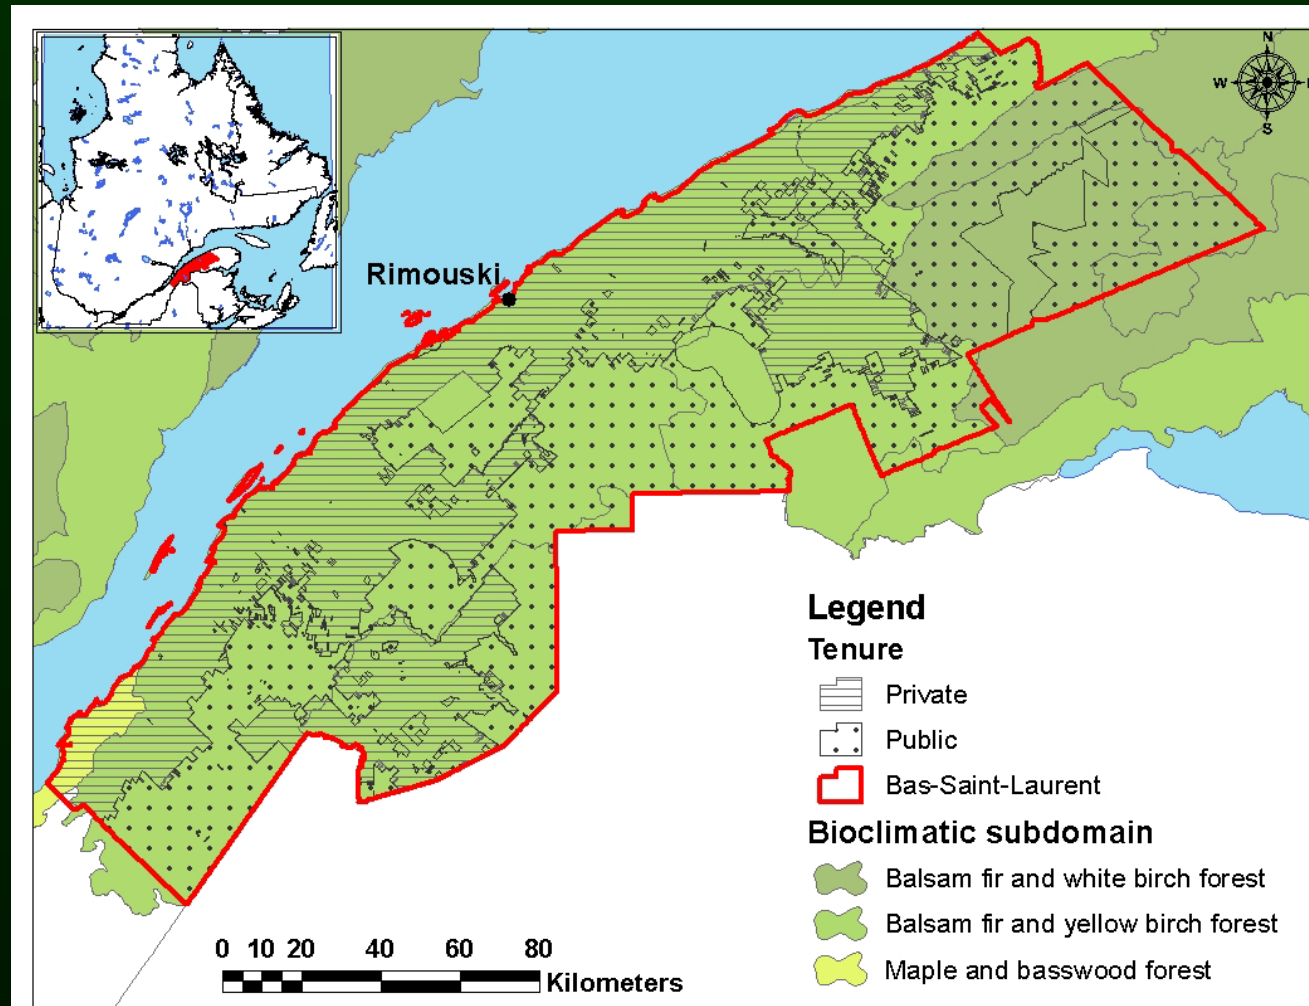 N
W
S
Rimouski
Legend
Tenure
Private
Public
Bas-Saint-Laurent
Bioclimatic subdomain
Balsam fir and white birch forest
Balsam fir and yellow birch forest
Maple and basswood forest
0 10 20 40 60 80
Kilometers